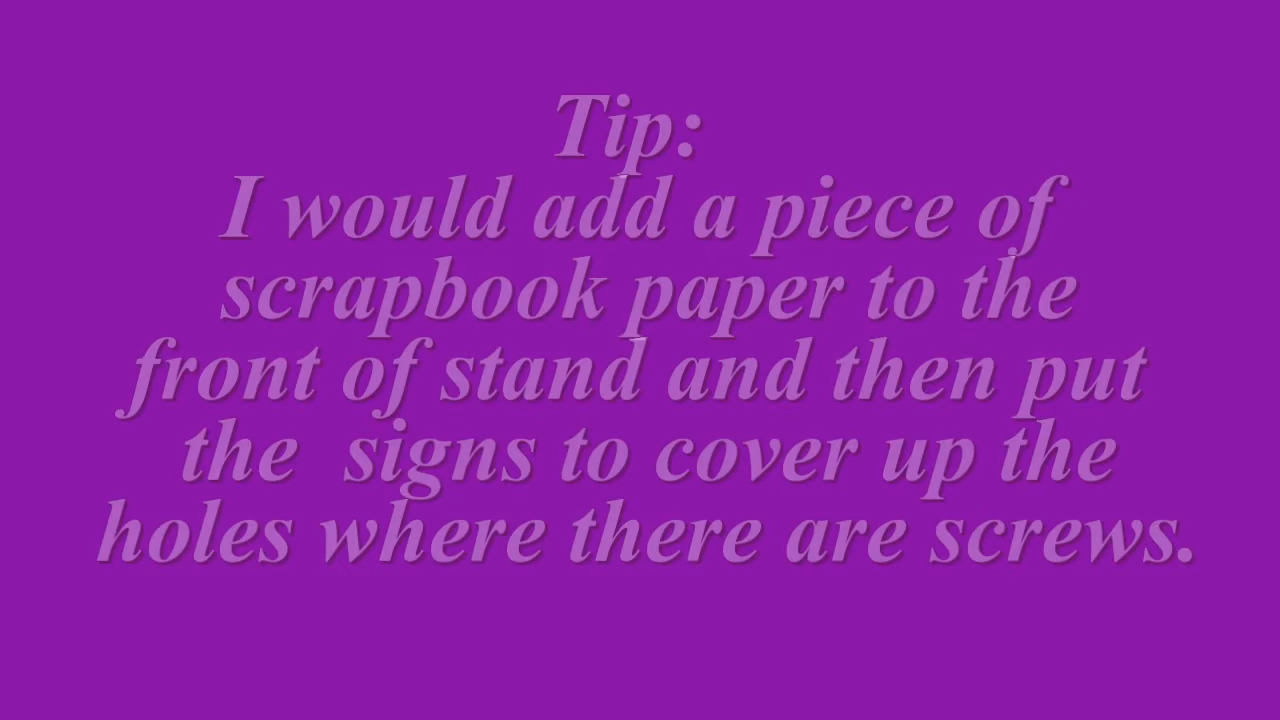 Tip:
I would add a piece of
scrapbook paper to the
front of stand and then put
the  signs to cover up the
holes where there are screws.